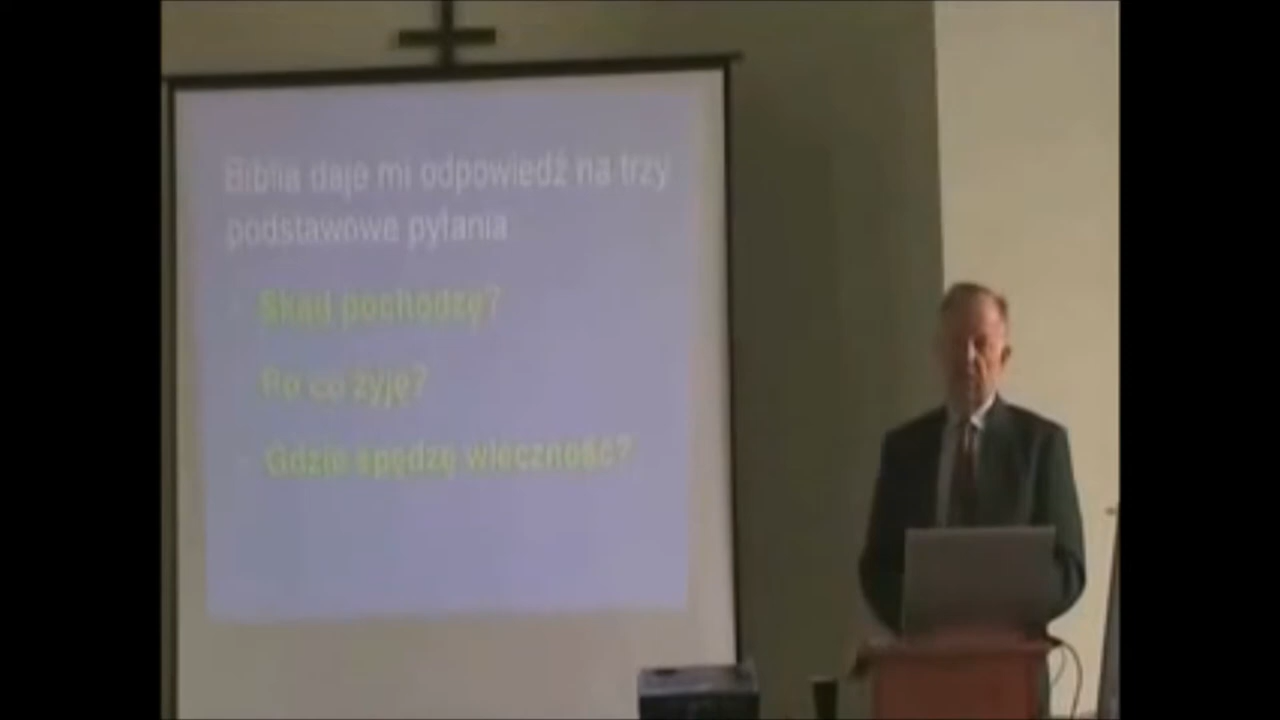 Biblia daje mi odpowiedź na trzy
podstawowe pytania
Skąd pochodzę?
Po co żyję?
Gdzie spędzę wieczność?